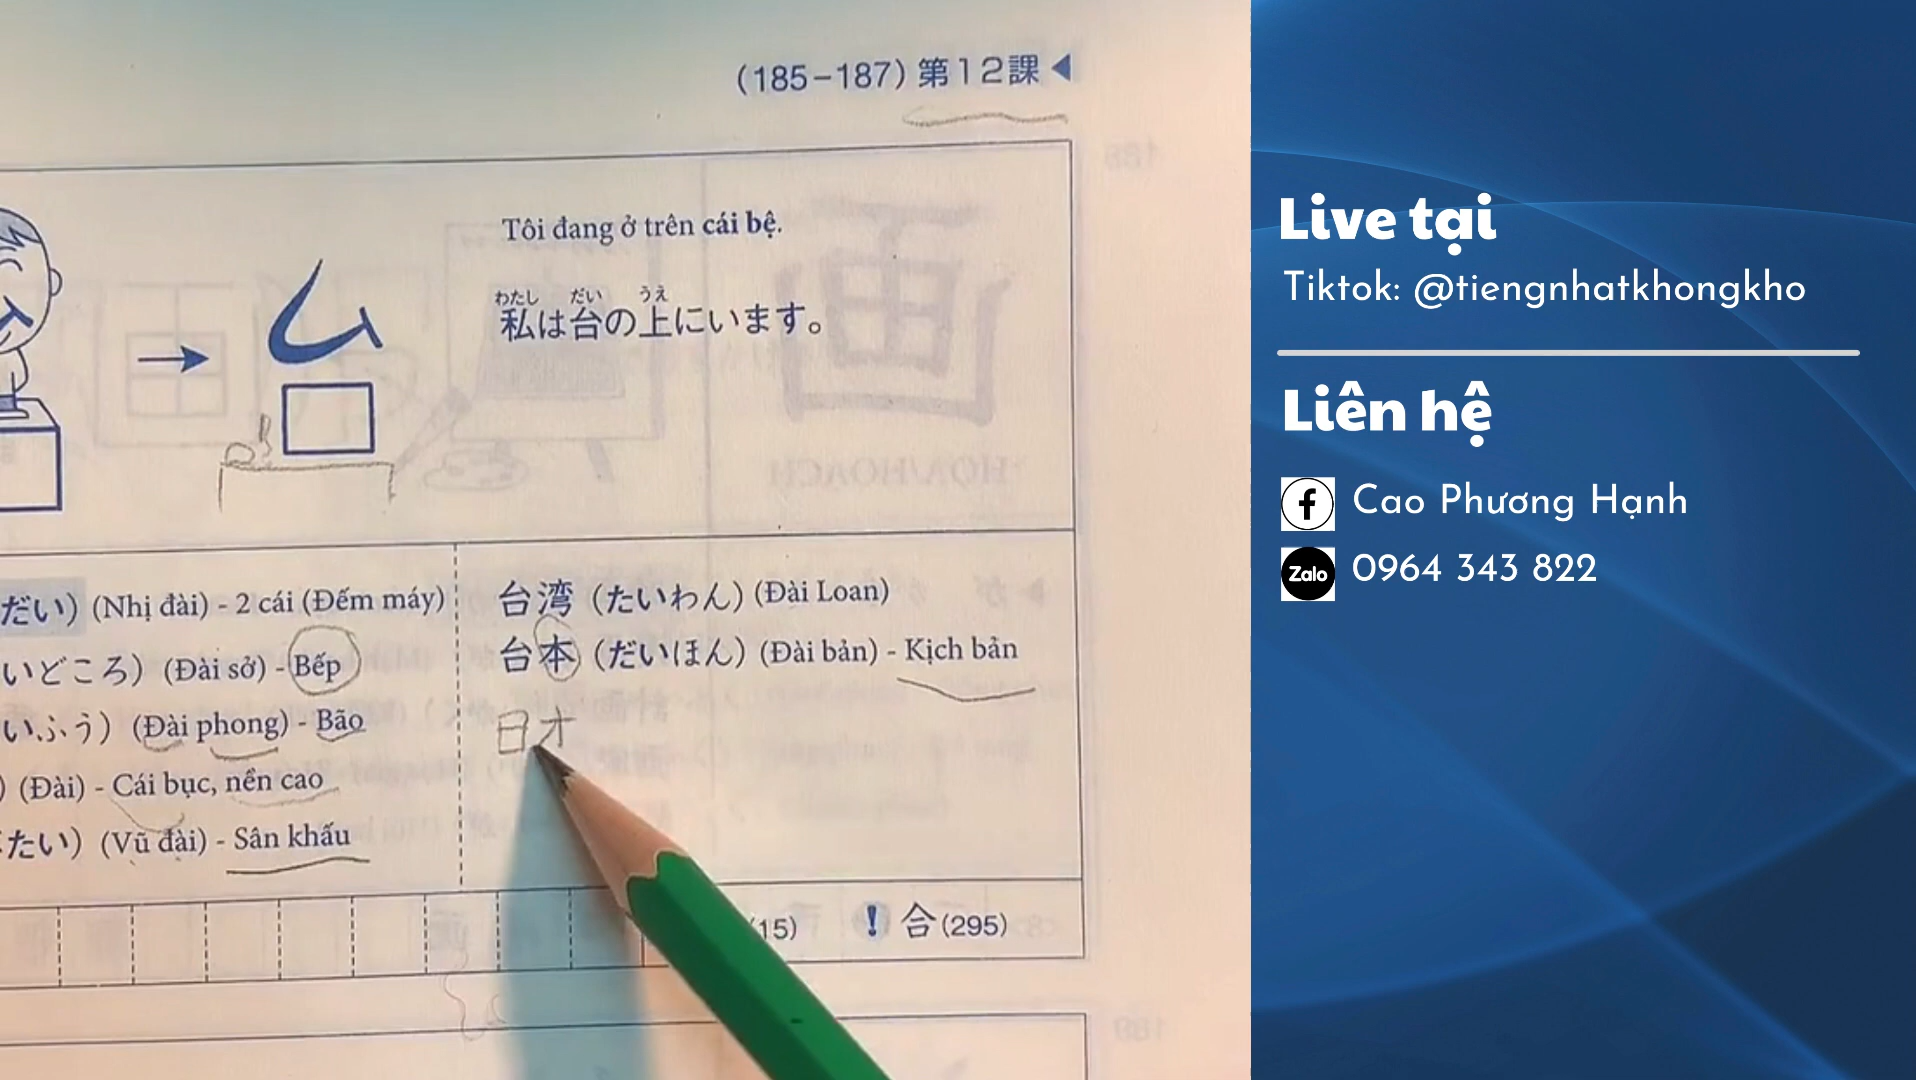 (185–187) 第12課
Tôi đang ở trên cái bệ.
わたし だい うえ
私は台の上にいます。
だい) (Nhị đài) - 2 cái (Đếm máy)
いどころ) (Đài sở) - Bếp
いふう) (Đài phong) - Bão
) (Đài) - Cái bục, nền cao
たい) (Vũ đài) - Sân khấu
台湾 (たいわん) (Đài Loan)
台本 (だいほん) (Đài bản) - Kịch bản
15) ! 合(295)
Live tại
Tiktok: @tiengnhatkhongkho
Liên hệ
Cao Phương Hạnh
Zalo 0964 343 822